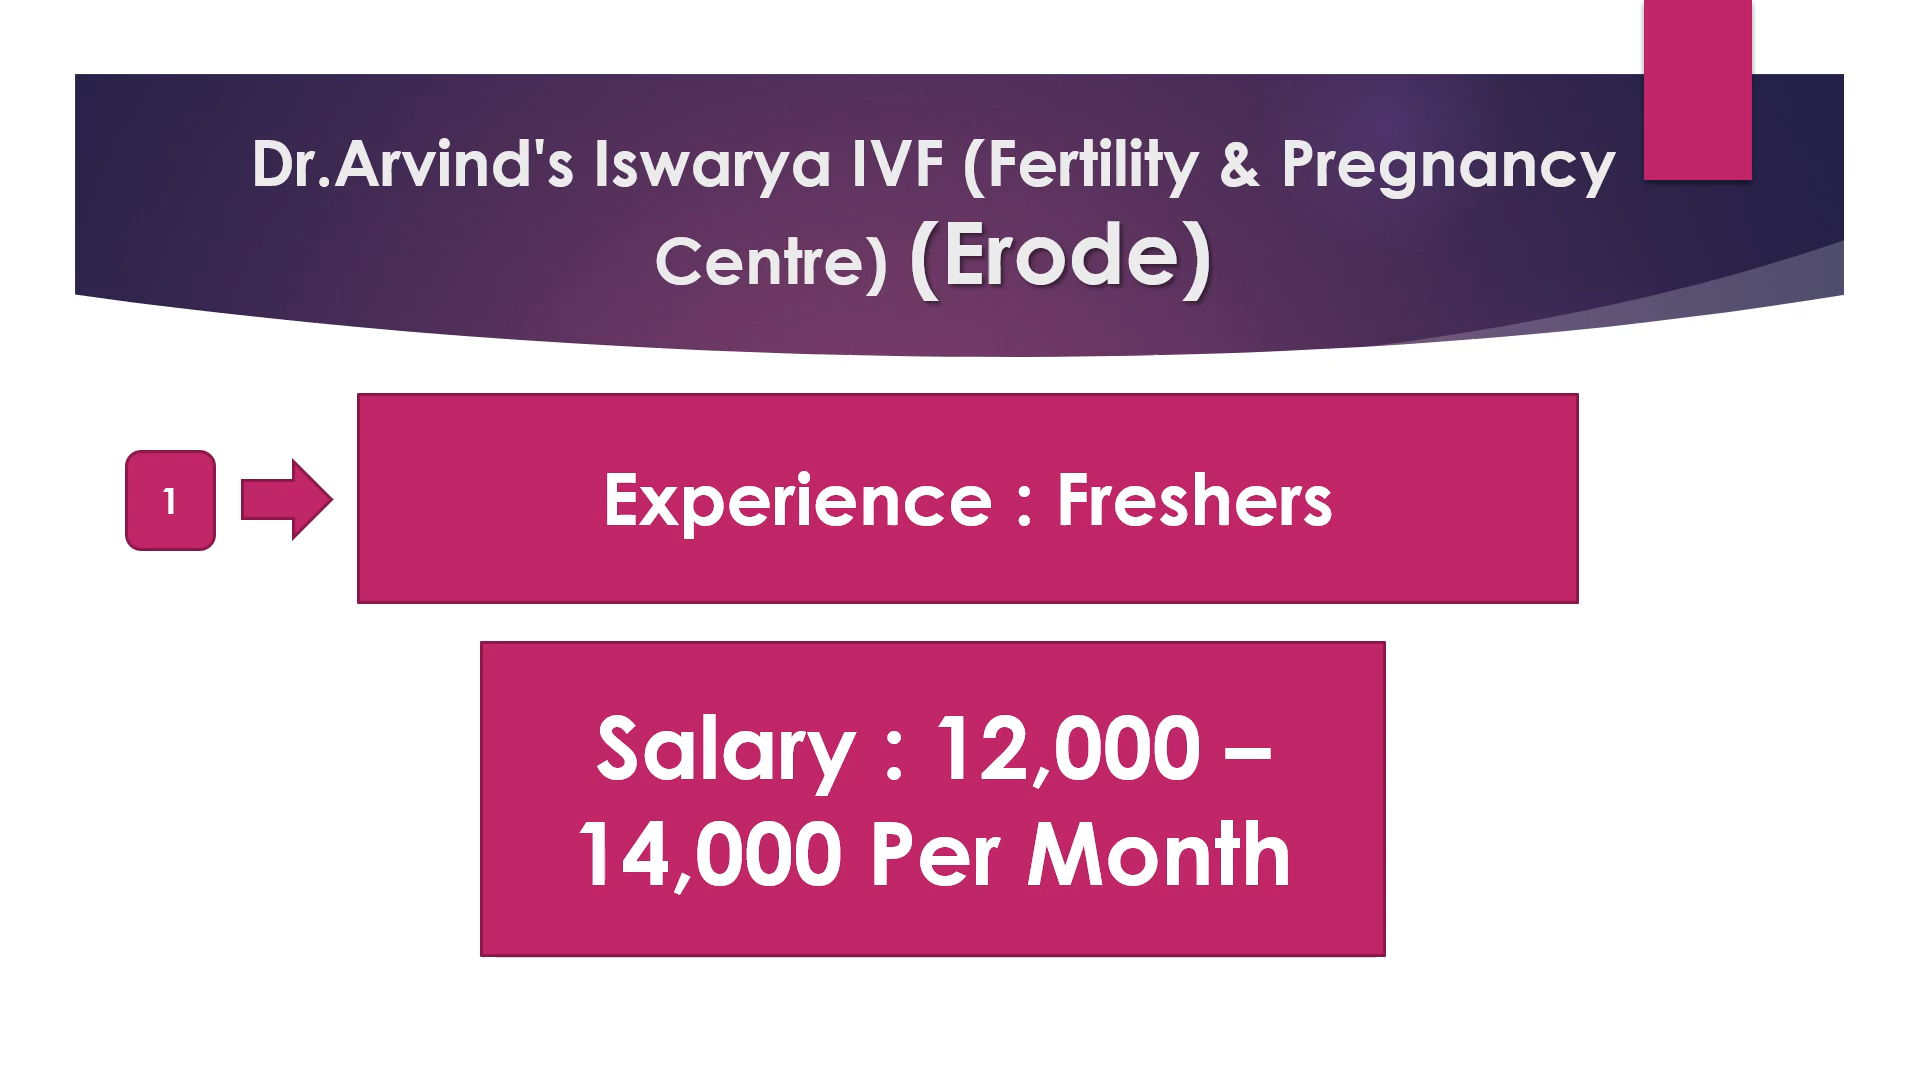 Dr.Arvind's Iswarya IVF (Fertility & Pregnancy
Centre) (Erode)
1
Experience : Freshers
Salary : 12,000 –
14,000 Per Month